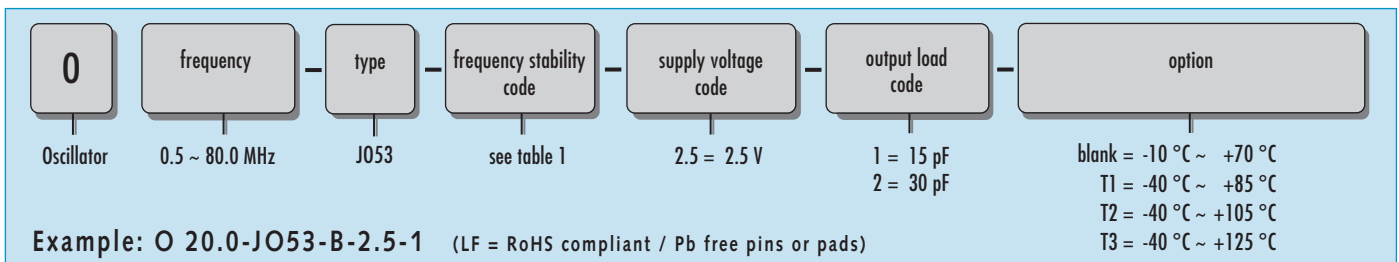 O
frequency
type
frequency stability
code
supply voltage
code
output load
code
option
Oscillator
0.5 ~ 80.0 MHz
JO53
see table 1
2.5 = 2.5 V
1 = 15 pF
2 = 30 pF
blank = -10 °C ~ +70 °C
T1 = -40 °C ~ +85 °C
T2 = -40 °C ~ +105 °C
T3 = -40 °C ~ +125 °C
Example: O 20.0-JO53-B-2.5-1 (LF = RoHS compliant / Pb free pins or pads)